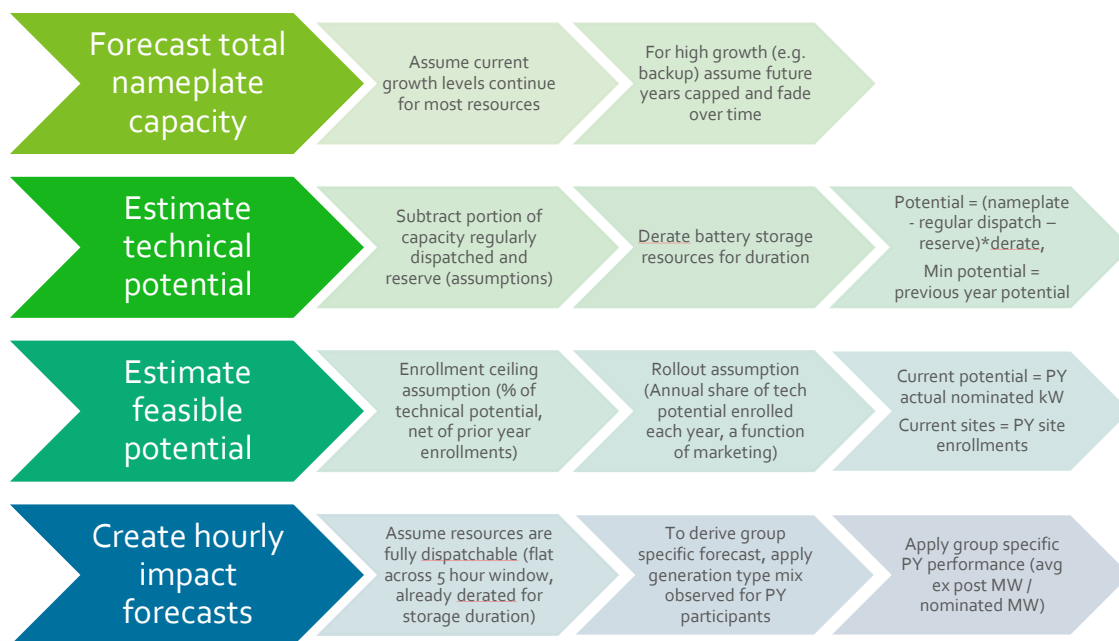 Forecast total
nameplate
capacity
Assume current
growth levels continue
for most resources
For high growth (e.g.
backup) assume future
years capped and fade
over time
Estimate
technical
potential
Subtract portion of
capacity regularly
dispatched and
reserve (assumptions)
Derate battery storage
resources for duration
Potential = (nameplate
- regular dispatch –
reserve)*derate,
Min potential =
previous year potential
Estimate
feasible
potential
Enrollment ceiling
assumption (% of
technical potential,
net of prior year
enrollments)
Rollout assumption
(Annual share of tech
potential enrolled
each year, a function
of marketing)
Current potential = PY
actual nominated kW
Current sites = PY site
enrollments
Create hourly
impact
forecasts
Assume resources are
fully dispatchable (flat
across 5 hour window,
already derated for
storage duration)
To derive group
specific forecast, apply
generation type mix
observed for PY
participants
Apply group specific
PY performance (avg
ex post MW /
nominated MW)